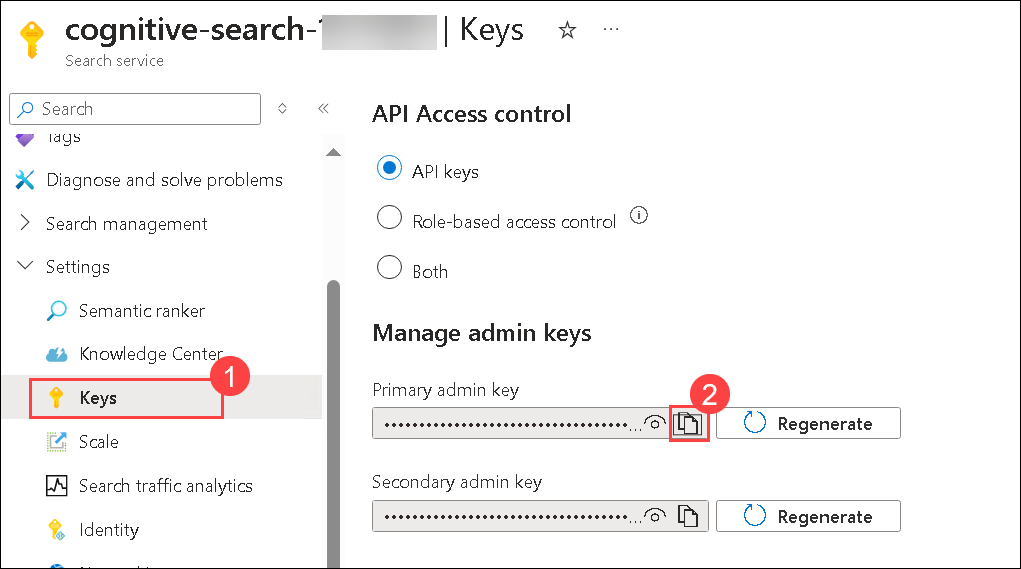 cognitive-search- | Keys
Search service
Search
Tags
Diagnose and solve problems
Search management
Settings
Semantic ranker
Knowledge Center
Keys
1
Scale
Search traffic analytics
Identity
API Access control
API keys
Role-based access control
Both
Manage admin keys
Primary admin key
2
Regenerate
Secondary admin key
Regenerate